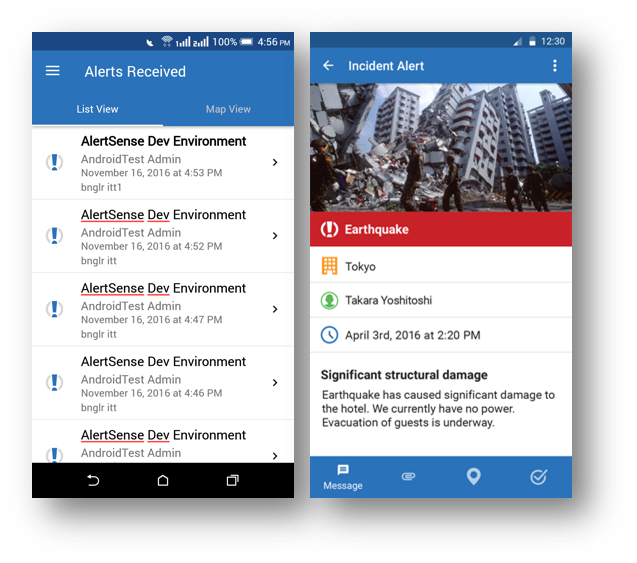 100% 4:56 PM
Alerts Received
List View Map View
AlertSense Dev Environment
AndroidTest Admin
November 16, 2016 at 4:53 PM
bnglr itt1
AlertSense Dev Environment
AndroidTest Admin
November 16, 2016 at 4:52 PM
bnglr itt
AlertSense Dev Environment
AndroidTest Admin
November 16, 2016 at 4:47 PM
bnglr itt
AlertSense Dev Environment
AndroidTest Admin
November 16, 2016 at 4:46 PM
bnglr itt
AlertSense Dev Environment
AndroidTest Admin
12:30
Incident Alert
Earthquake
Tokyo
Takara Yoshitoshi
April 3rd, 2016 at 2:20 PM
Significant structural damage
Earthquake has caused significant damage to
the hotel. We currently have no power.
Evacuation of guests is underway.
Message